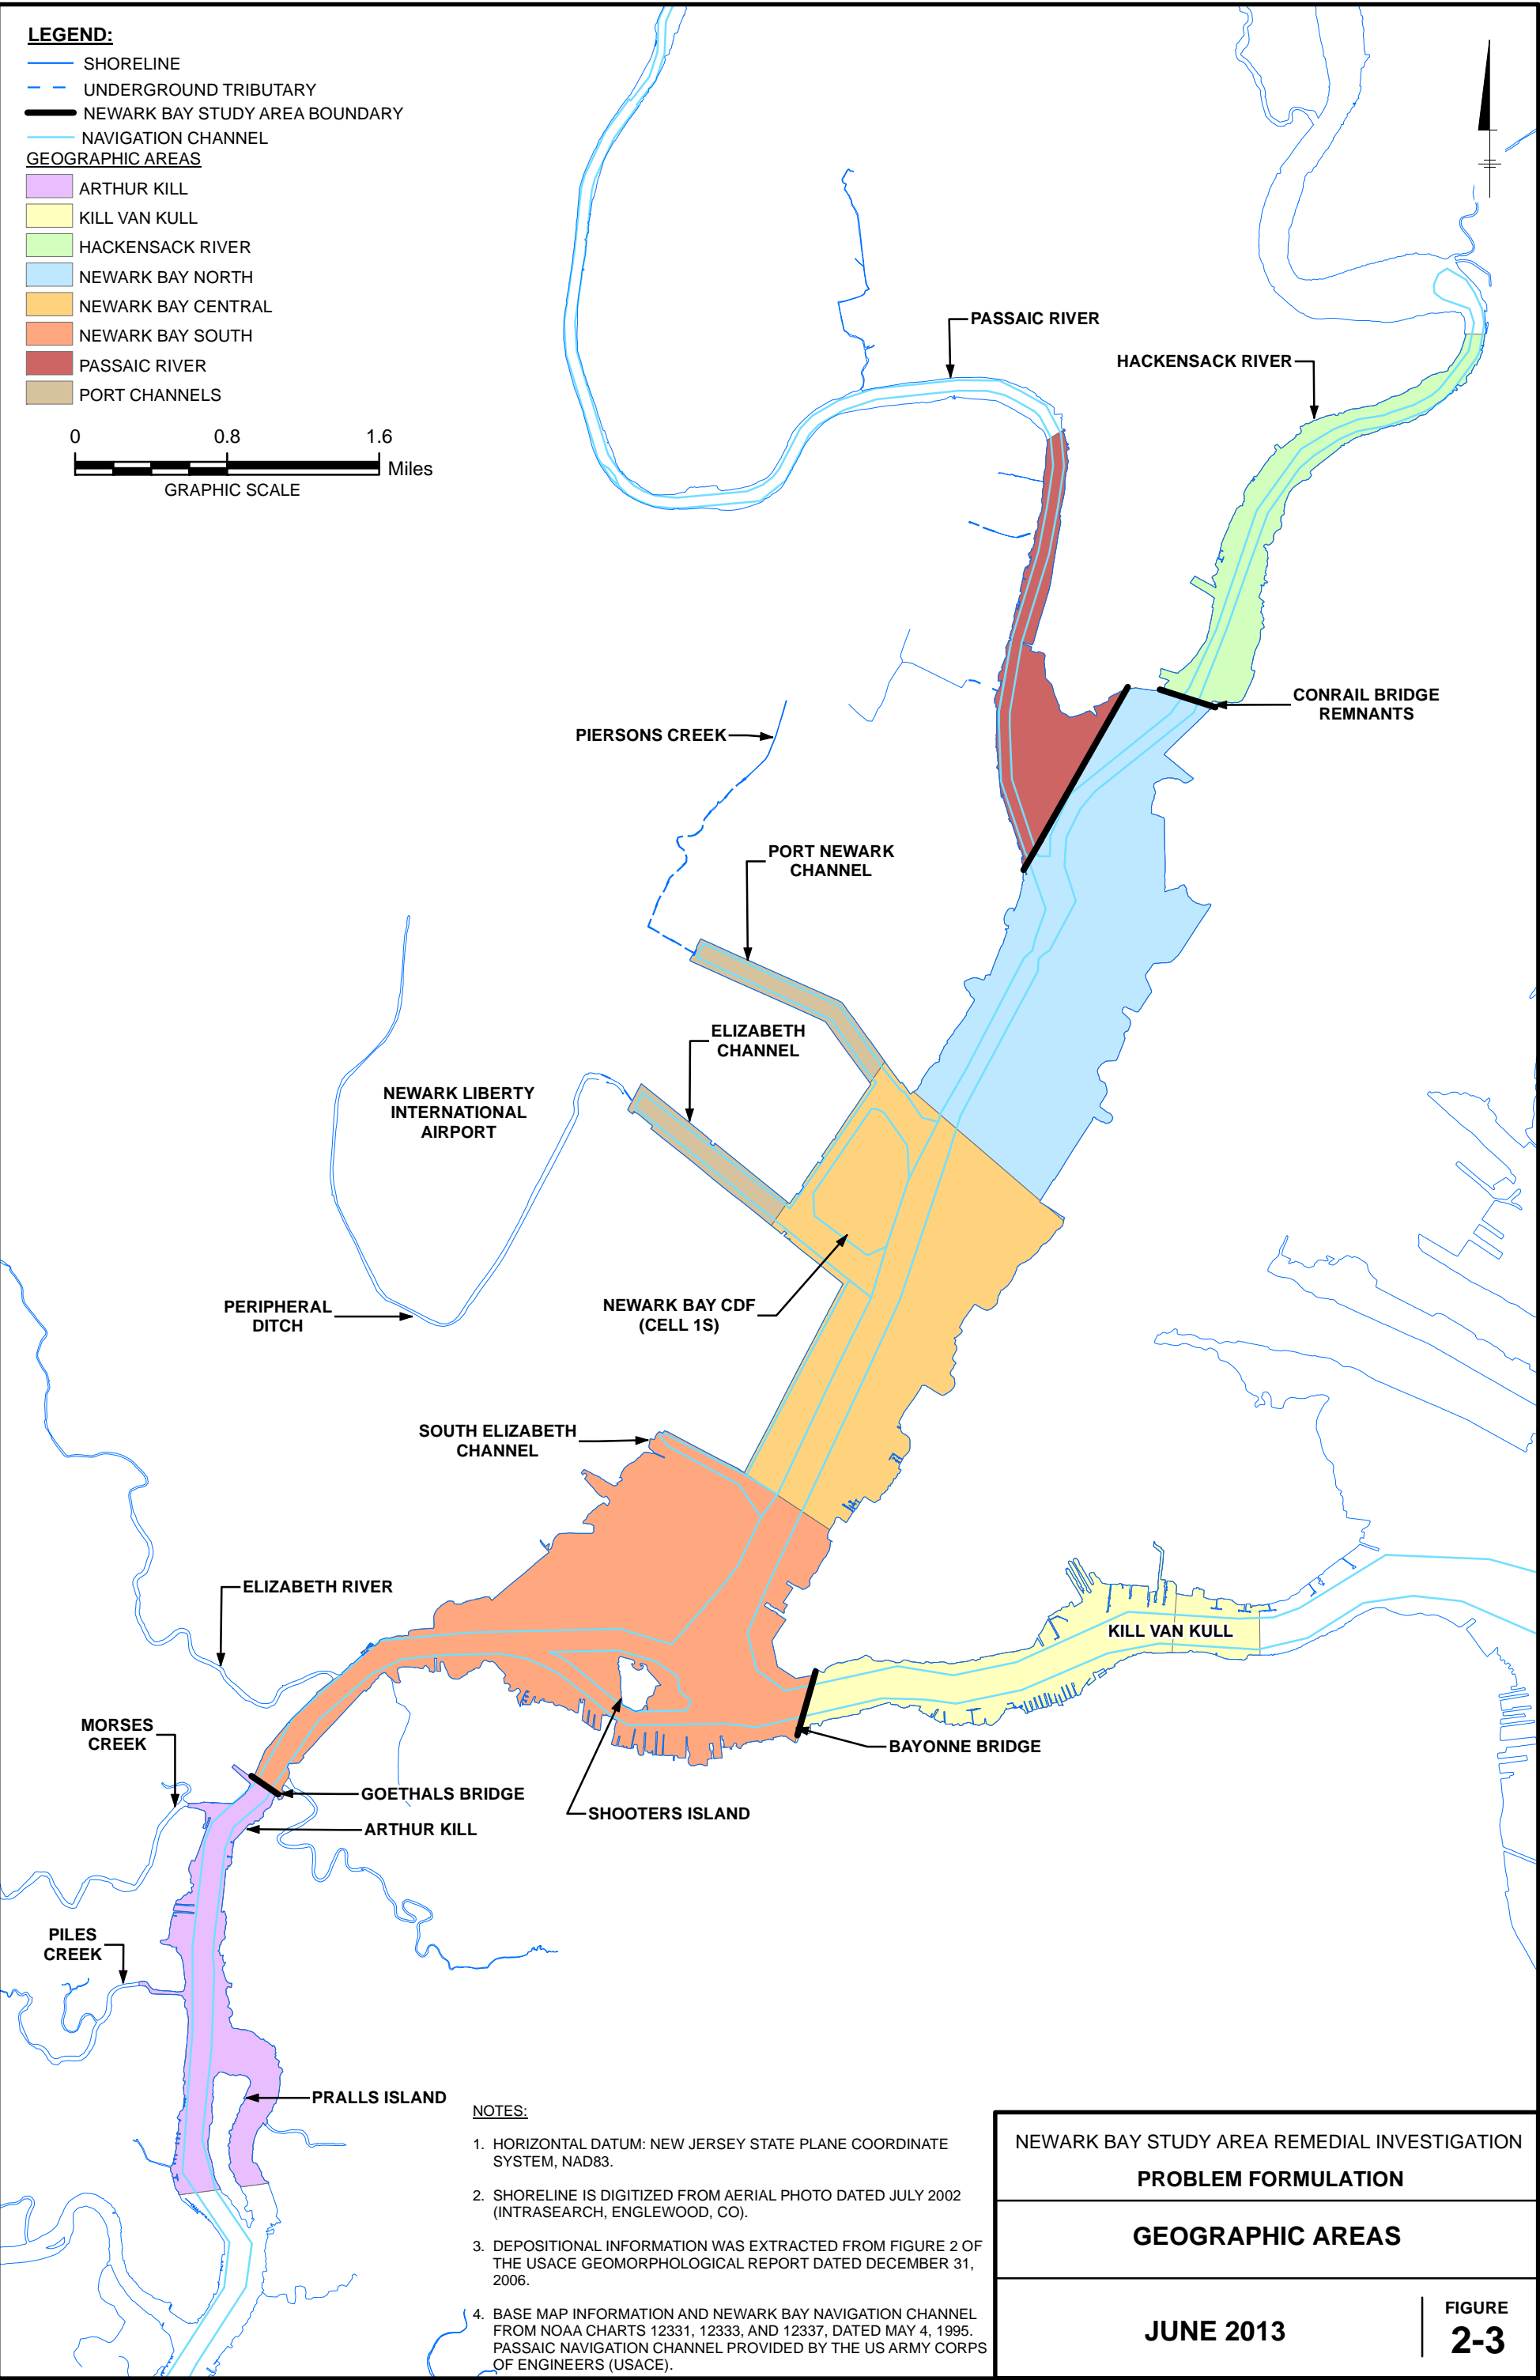 LEGEND:
SHORELINE
UNDERGROUND TRIBUTARY
NEWARK BAY STUDY AREA BOUNDARY
NAVIGATION CHANNEL
GEOGRAPHIC AREAS
ARTHUR KILL
KILL VAN KULL
HACKENSACK RIVER
NEWARK BAY NORTH
NEWARK BAY CENTRAL
NEWARK BAY SOUTH
PASSAIC RIVER
PORT CHANNELS
0 0.8 1.6
Miles
GRAPHIC SCALE
PASSAIC RIVER
HACKENSACK RIVER
CONRAIL BRIDGE
REMNANTS
PIERSONS CREEK
PORT NEWARK
CHANNEL
ELIZABETH
CHANNEL
NEWARK LIBERTY
INTERNATIONAL
AIRPORT
PERIPHERAL
DITCH
NEWARK BAY CDF
(CELL 1S)
SOUTH ELIZABETH
CHANNEL
ELIZABETH RIVER
KILL VAN KULL
MORSES
CREEK
BAYONNE BRIDGE
GOETHALS BRIDGE
SHOOTERS ISLAND
ARTHUR KILL
PILES
CREEK
PRALLS ISLAND
NOTES:
1. HORIZONTAL DATUM: NEW JERSEY STATE PLANE COORDINATE
SYSTEM, NAD83.
2. SHORELINE IS DIGITIZED FROM AERIAL PHOTO DATED JULY 2002
(INTRASEARCH, ENGLEWOOD, CO).
3. DEPOSITIONAL INFORMATION WAS EXTRACTED FROM FIGURE 2 OF
THE USACE GEOMORPHOLOGICAL REPORT DATED DECEMBER 31,
2006.
4. BASE MAP INFORMATION AND NEWARK BAY NAVIGATION CHANNEL
FROM NOAA CHARTS 12331, 12333, AND 12337, DATED MAY 4, 1995.
PASSAIC NAVIGATION CHANNEL PROVIDED BY THE US ARMY CORPS
OF ENGINEERS (USACE).
NEWARK BAY STUDY AREA REMEDIAL INVESTIGATION
PROBLEM FORMULATION
GEOGRAPHIC AREAS
JUNE 2013
FIGURE
2-3